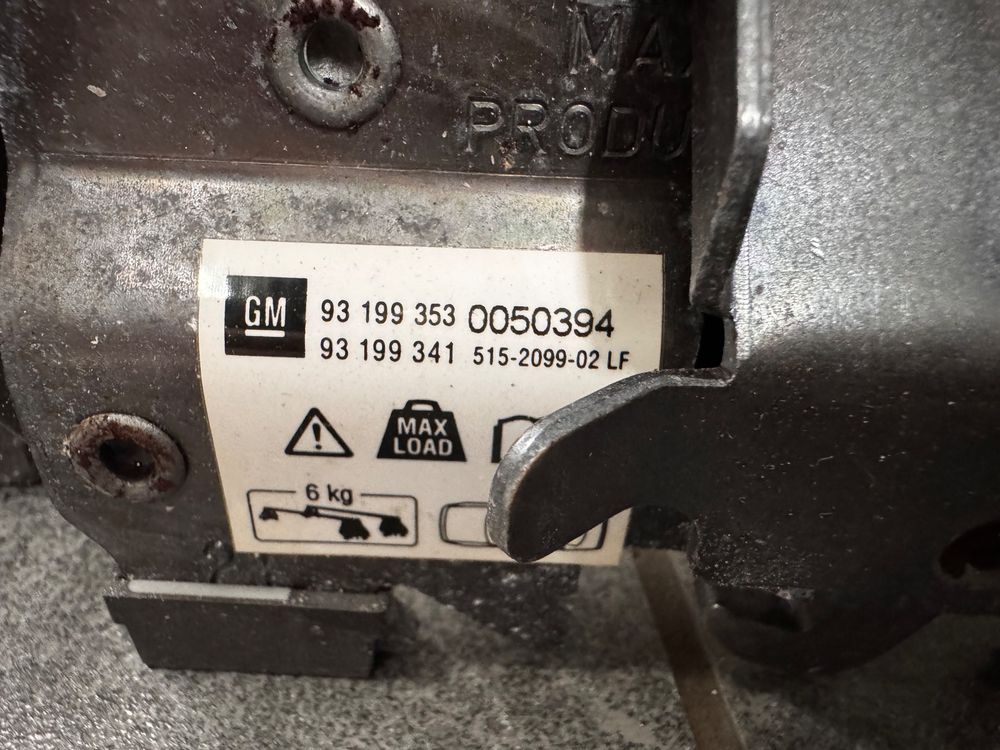 PRODU
GM
93 199 353 0050394
93 199 341 515-2099-02 LF
MAX
LOAD
6 kg